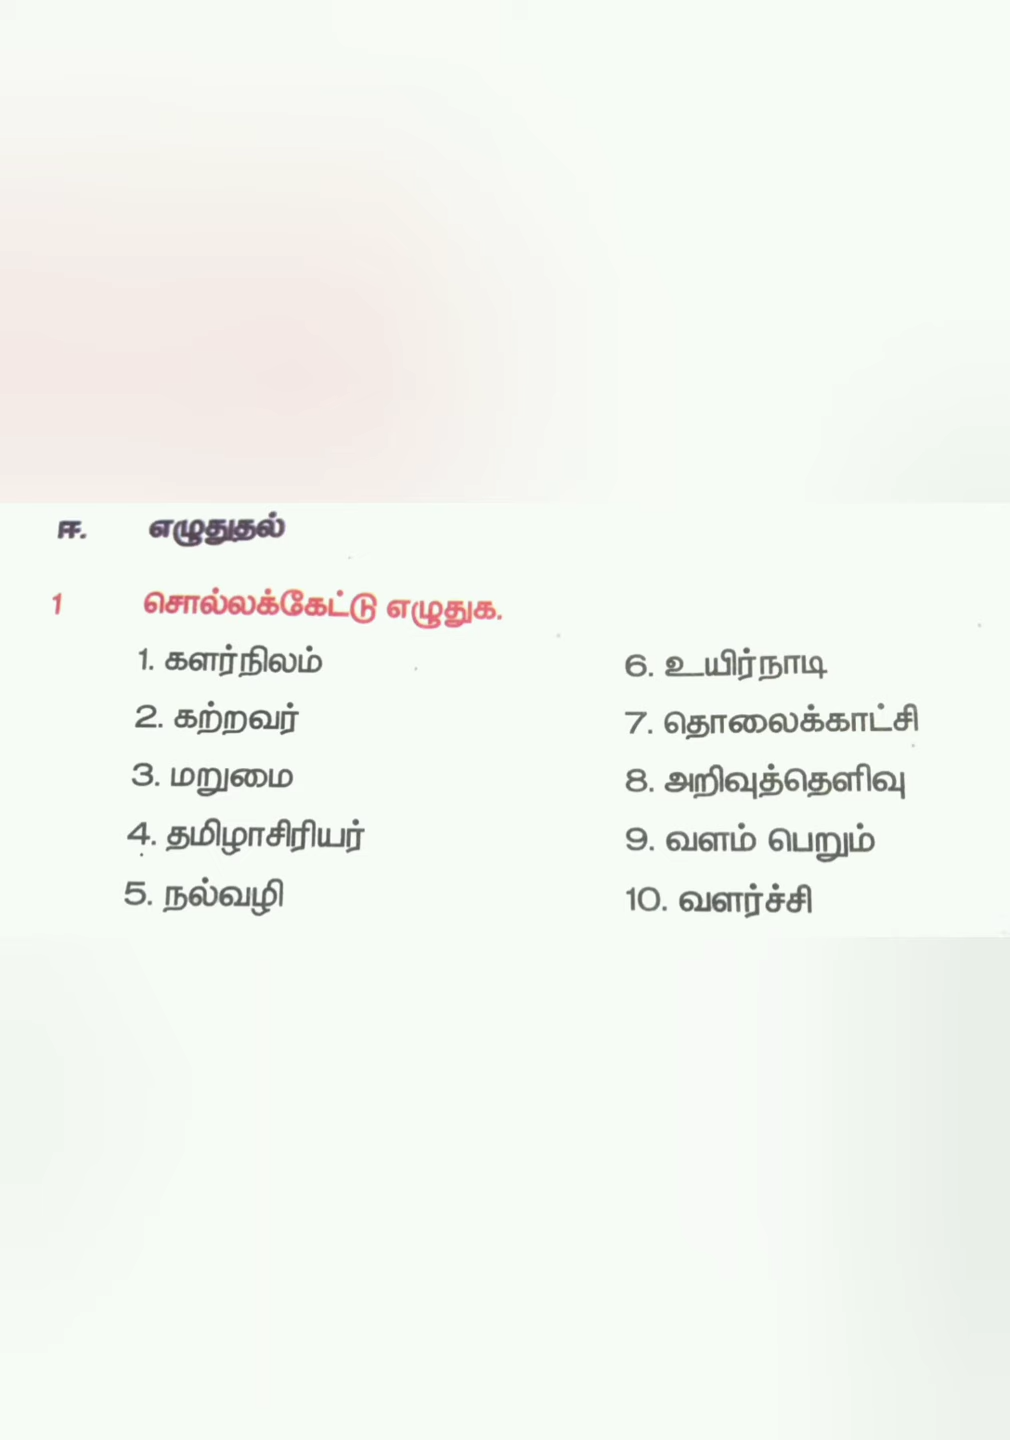 ஈ. எழுதுதல்
1 சொல்லக்கேட்டு எழுதுக.
1. களர்நிலம்
2. கற்றவர்
3. மறுமை
4. தமிழாசிரியர்
5. நல்வழி
6. உயிர்நாடி
7. தொலைக்காட்சி
8. அறிவுத்தெளிவு
9. வளம் பெறும்
10. வளர்ச்சி